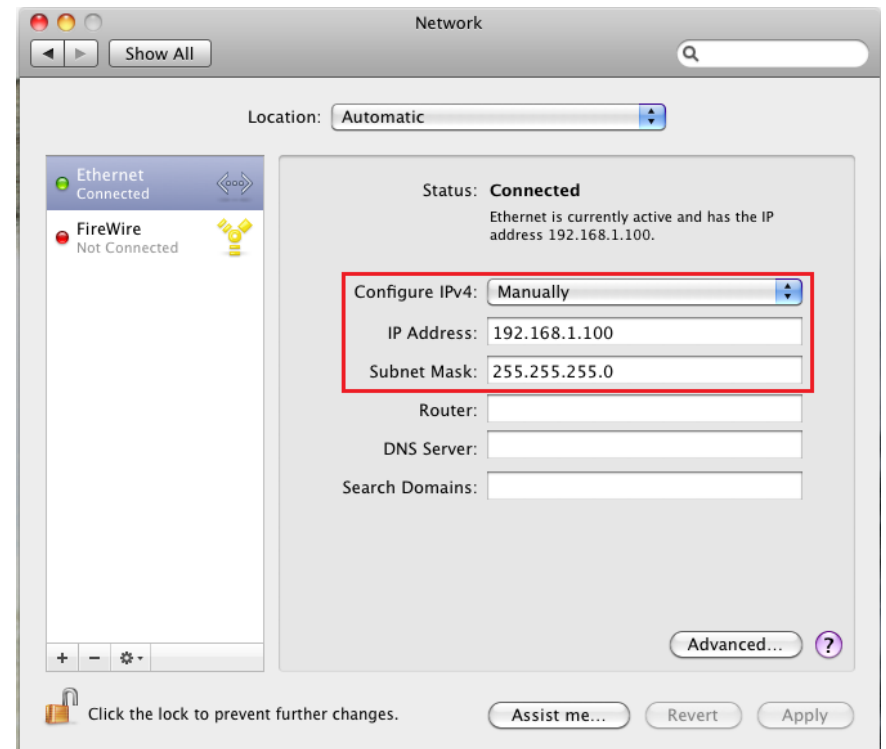 Network
Show All
Location: Automatic
Ethernet
Connected
FireWire
Not Connected
Status: Connected
Ethernet is currently active and has the IP
address 192.168.1.100.
Configure IPv4: Manually
IP Address: 192.168.1.100
Subnet Mask: 255.255.255.0
Router:
DNS Server:
Search Domains:
Advanced... ?
+ −
Click the lock to prevent further changes.
Assist me... Revert Apply